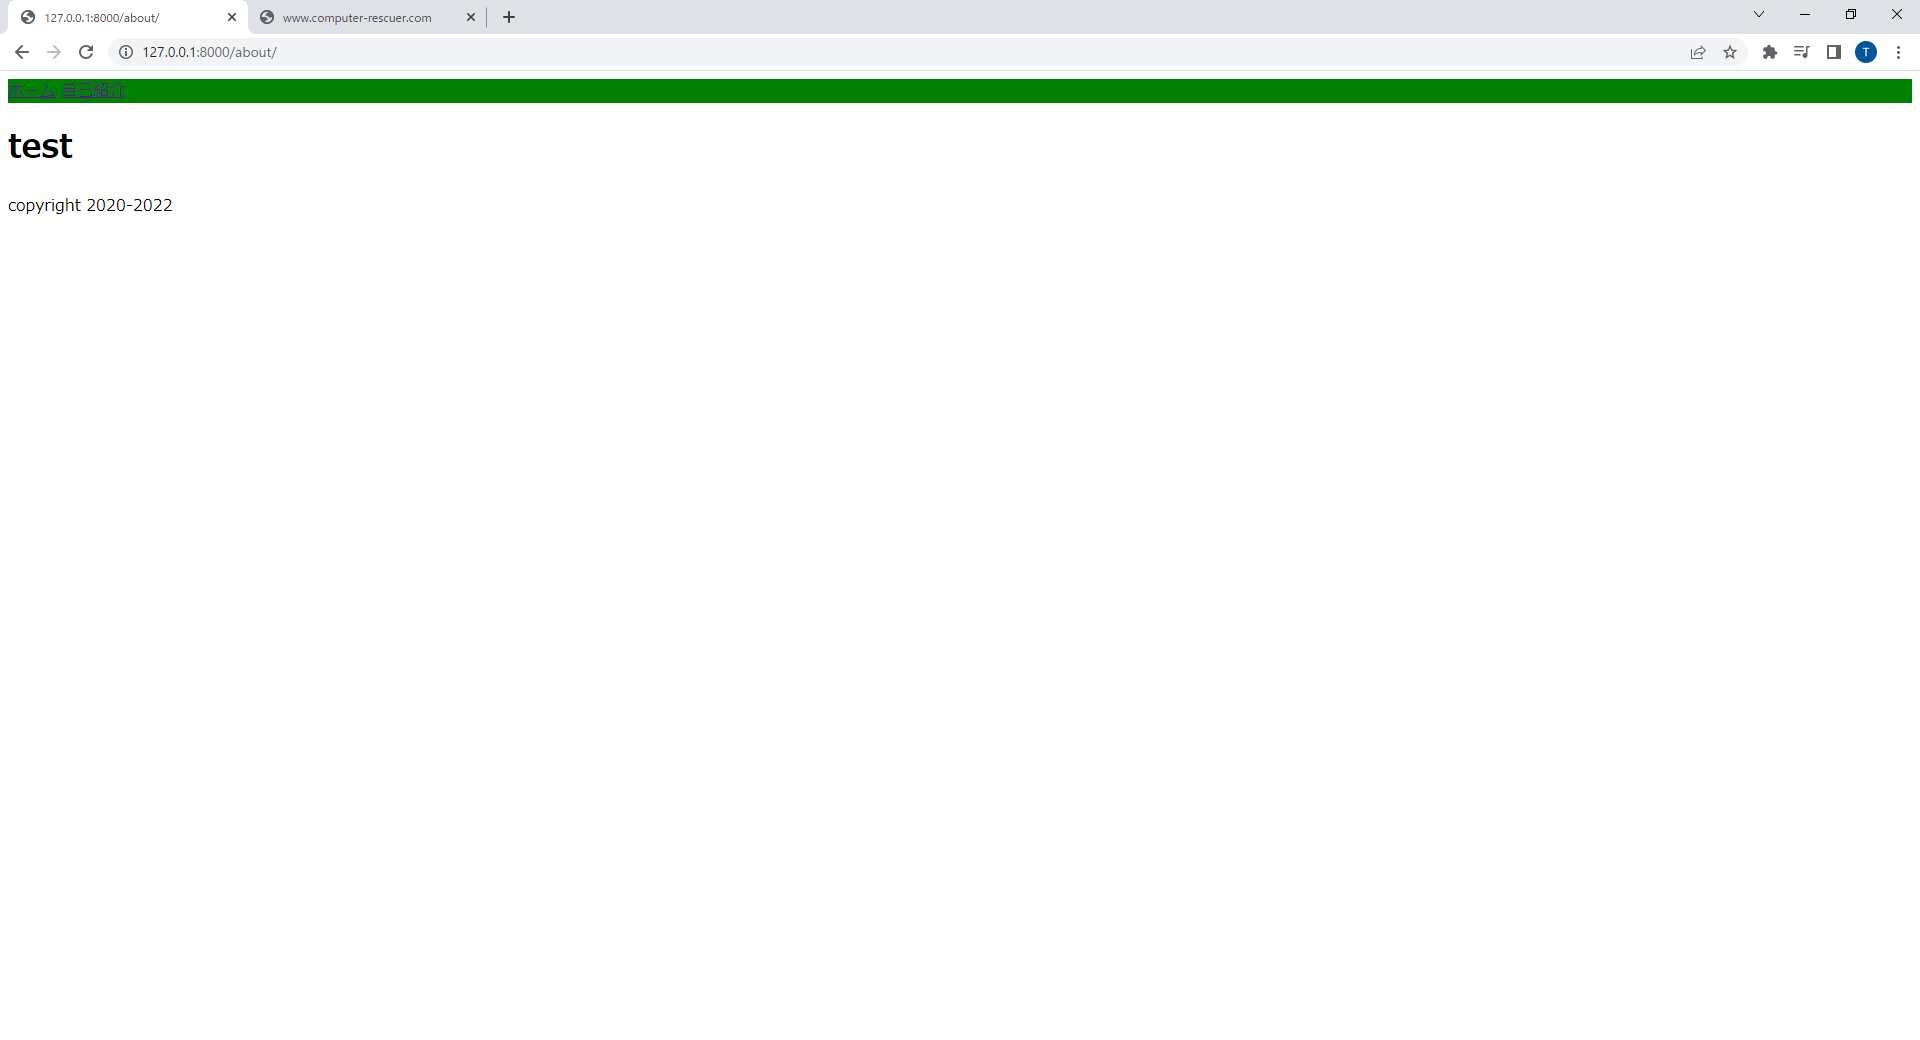 127.0.0.1:8000/about/
www.computer-rescuer.com
127.0.0.1:8000/about/
T
ホーム 自己紹介
test
copyright 2020-2022